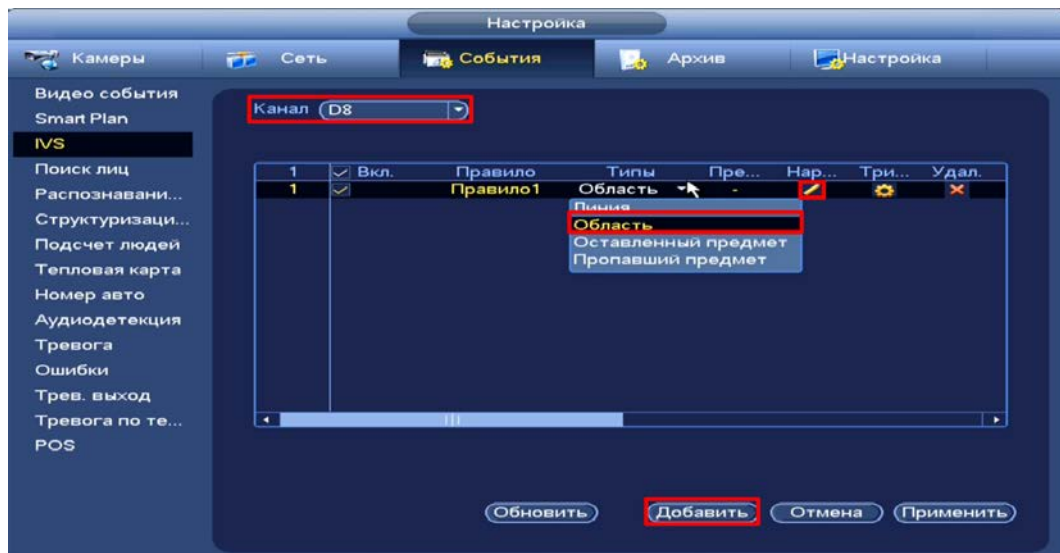 Настройка
Камеры Сеть События Архив Настройка
Видео события
Smart Plan
IVS
Поиск лиц
Распознавани...
Структуризаци...
Подсчет людей
Тепловая карта
Номер авто
Аудиодетекция
Тревога
Ошибки
Трев. выход
Тревога по те...
POS
Канал D8
1 Вкл. Правило Типы Пре... Нар... Три... Удал.
1 Правило1 Область -
Линия
Область
Оставленный предмет
Пропавший предмет
Обновить Добавить Отмена Применить